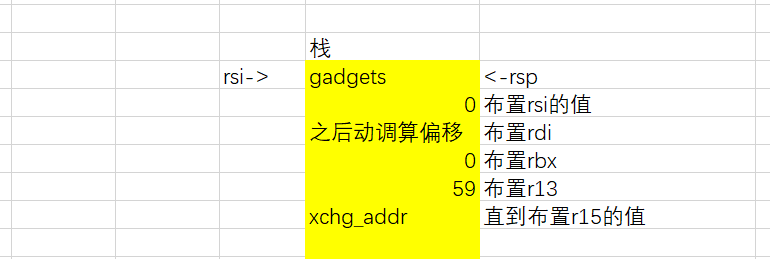 栈
rsi-> gadgets <-rsp
0 布置rsi的值
之后动调算偏移 布置rdi
0 布置rbx
59 布置r13
xchg_addr 直到布置r15的值